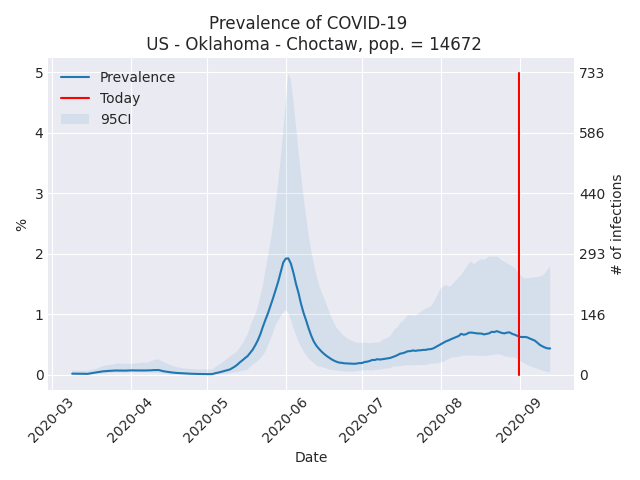 Prevalence of COVID-19
US - Oklahoma - Choctaw, pop. = 14672
Prevalence
Today
95CI
5
4
3
2
1
0
%
733
586
440
293
146
0
# of infections
2020-03
2020-04
2020-05
2020-06
2020-07
2020-08
2020-09
Date